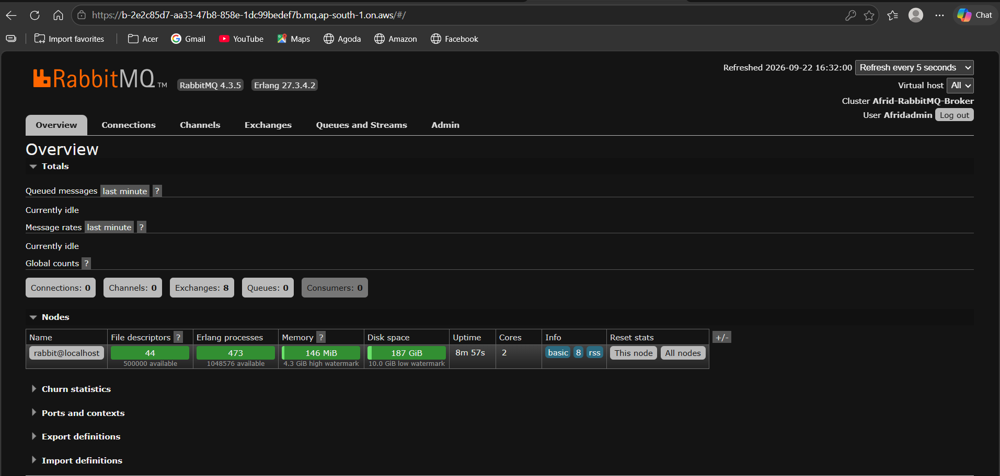 https://b-2e2c85d7-aa33-47b8-858e-1dc99bedef7b.mq.ap-south-1.on.aws/#/
Chat
Import favorites Acer Gmail YouTube Maps Agoda Amazon Facebook
RabbitMQ TM RabbitMQ 4.3.5 Erlang 27.3.4.2
Refreshed 2026-09-22 16:32:00 Refresh every 5 seconds
Virtual host All
Cluster Afrid-RabbitMQ-Broker
User Afridadmin Log out
Overview Connections Channels Exchanges Queues and Streams Admin
Overview
Totals
Queued messages last minute ?
Currently idle
Message rates last minute ?
Currently idle
Global counts ?
Connections: 0 Channels: 0 Exchanges: 8 Queues: 0 Consumers: 0
Nodes
Name File descriptors ? Erlang processes Memory ? Disk space Uptime Cores Info Reset stats +/-
rabbit@localhost 44 473 146 MiB 187 GiB 8m 57s 2 basic 8 rss This node All nodes
500000 available 1048576 available 4.3 GiB high watermark 10.0 GiB low watermark
Churn statistics
Ports and contexts
Export definitions
Import definitions